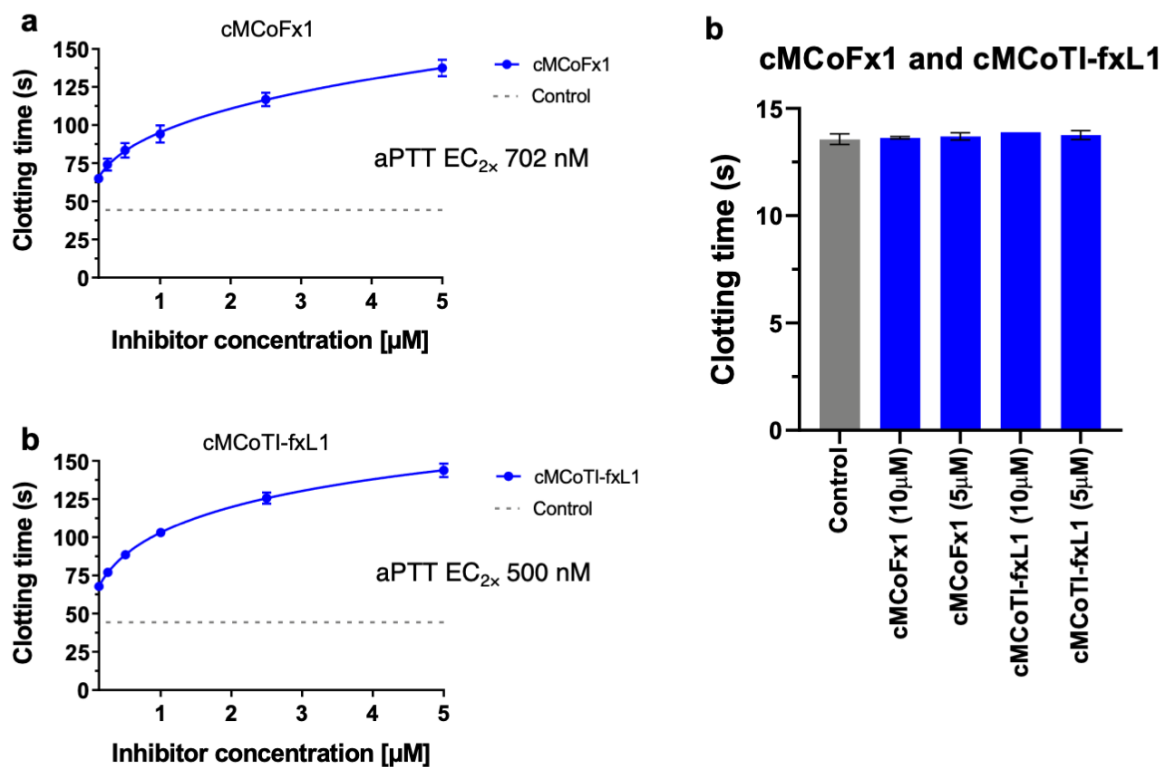 a
cMCoFx1
Clotting time (s)
150
125
100
75
50
25
0
1
2
3
4
5
Inhibitor concentration [µM]
cMCoFx1
Control
aPTT EC2x 702 nM
b
cMCoTI-fxL1
Clotting time (s)
150
125
100
75
50
25
0
1
2
3
4
5
Inhibitor concentration [µM]
cMCoTI-fxL1
Control
aPTT EC2x 500 nM
b
cMCoFx1 and cMCoTI-fxL1
Clotting time (s)
15
10
5
0
Control
cMCoFx1 (10µM)
cMCoFx1 (5µM)
cMCoTI-fxL1 (10µM)
cMCoTI-fxL1 (5µM)